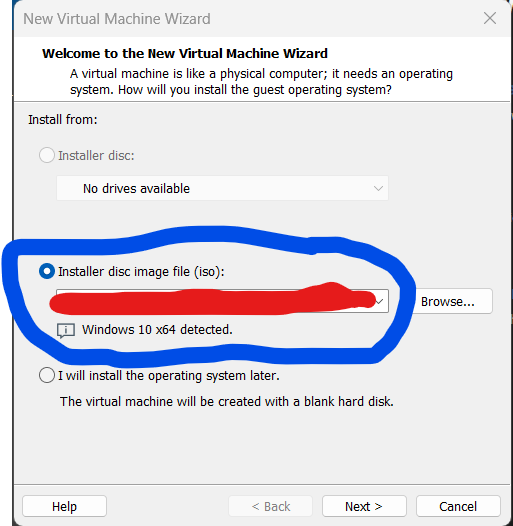 New Virtual Machine Wizard
Welcome to the New Virtual Machine Wizard
A virtual machine is like a physical computer; it needs an operating
system. How will you install the guest operating system?
Install from:
Installer disc:
No drives available
Installer disc image file (iso):
Browse...
Windows 10 x64 detected.
I will install the operating system later.
The virtual machine will be created with a blank hard disk.
Help
< Back
Next >
Cancel